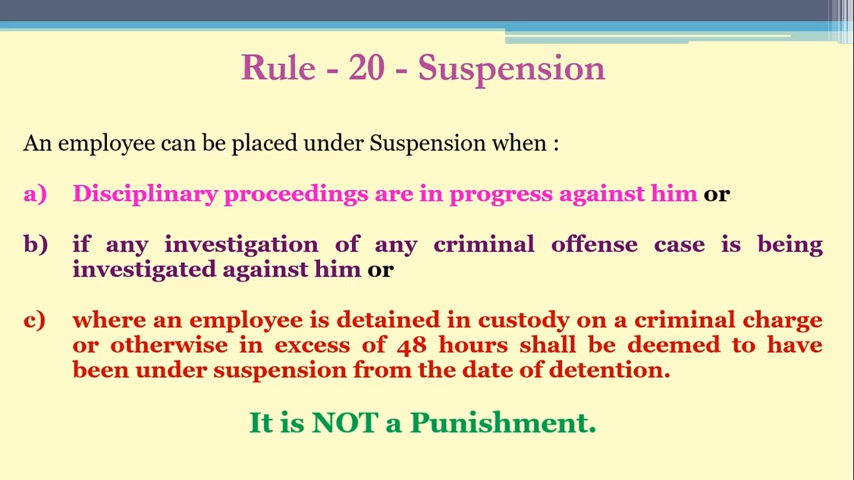 Rule - 20 - Suspension
An employee can be placed under Suspension when :
a) Disciplinary proceedings are in progress against him or
b) if any investigation of any criminal offense case is being
investigated against him or
c) where an employee is detained in custody on a criminal charge
or otherwise in excess of 48 hours shall be deemed to have
been under suspension from the date of detention.
It is NOT a Punishment.